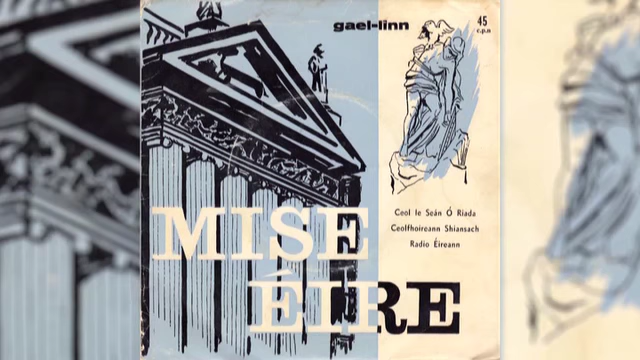 gael-linn
45
c.p.n
MISE
ÉIRE
Ceol le Seán Ó Riada
Ceolfhoireann Shiansach
Radio Éireann